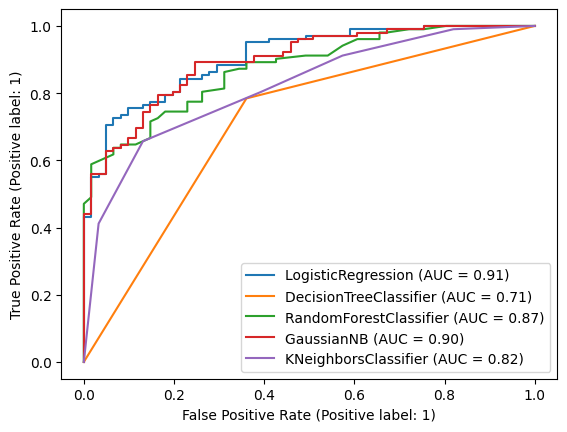 1.0
0.8
0.6
0.4
0.2
0.0
True Positive Rate (Positive label: 1)
LogisticRegression (AUC = 0.91)
DecisionTreeClassifier (AUC = 0.71)
RandomForestClassifier (AUC = 0.87)
GaussianNB (AUC = 0.90)
KNeighborsClassifier (AUC = 0.82)
0.0 0.2 0.4 0.6 0.8 1.0
False Positive Rate (Positive label: 1)